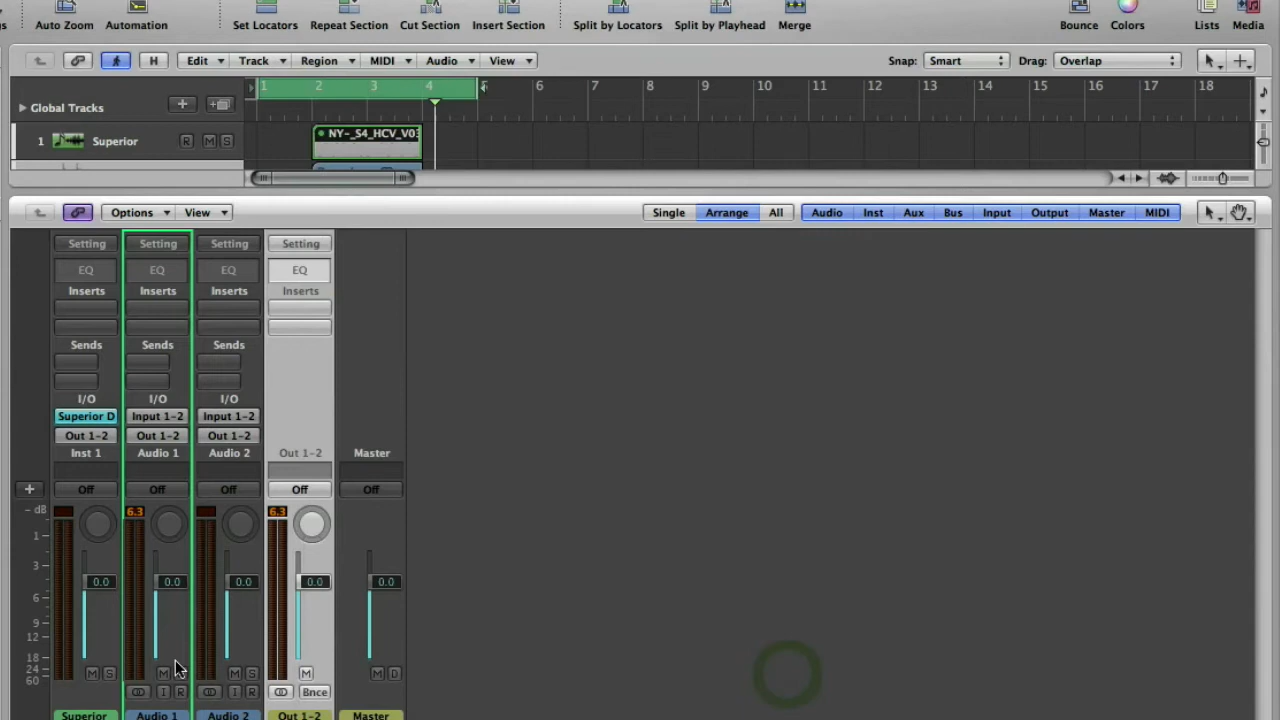 Auto Zoom Automation Set Locators Repeat Section Cut Section Insert Section Split by Locators Split by Playhead Merge Bounce Colors Lists Media
H Edit Track Region MIDI Audio View Snap: Smart Drag: Overlap
1 2 3 4 5 6 7 8 9 10 11 12 13 14 15 16 17 18
Global Tracks
NY-_S4_HCV_V03
1 Superior R M S
Options View Single Arrange All Audio Inst Aux Bus Input Output Master MIDI
Setting Setting Setting Setting
EQ EQ EQ EQ
Inserts Inserts Inserts Inserts
Sends Sends Sends
I/O I/O I/O
Superior D Input 1-2 Input 1-2
Out 1-2 Out 1-2 Out 1-2
Inst 1 Audio 1 Audio 2 Out 1-2 Master
+ Off Off Off Off Off
- dB 6.3 6.3
1
3
0.0 0.0 0.0 0.0 0.0
6
9
12
18
24
60
M S M M S M M D
I R I R Bnce
Superior Audio 1 Audio 2 Out 1-2 Master